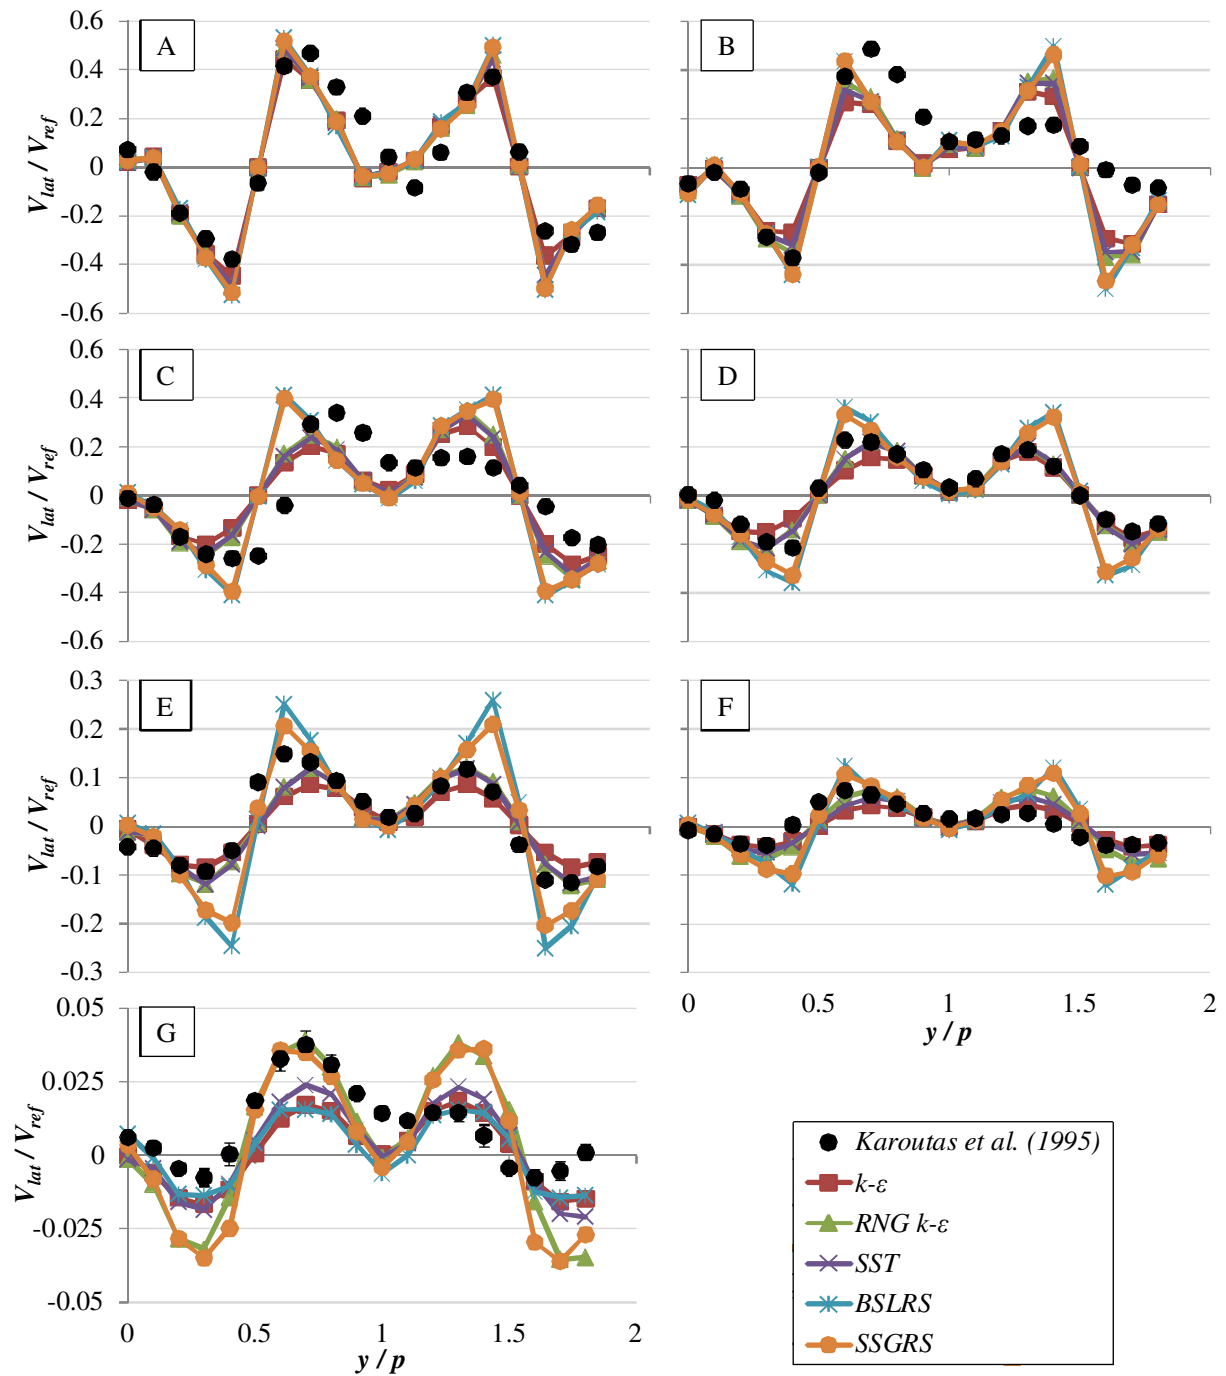 A
0.6
0.4
0.2
0
-0.2
-0.4
-0.6
V_lat / V_ref
B
C
0.6
0.4
0.2
0
-0.2
-0.4
-0.6
V_lat / V_ref
D
E
0.3
0.2
0.1
0
-0.1
-0.2
-0.3
V_lat / V_ref
F
0 0.5 1 1.5 2
y / p
G
0.05
0.025
0
-0.025
-0.05
V_lat / V_ref
0 0.5 1 1.5 2
y / p
Karoutas et al. (1995)
k-ε
RNG k-ε
SST
BSLRS
SSGRS